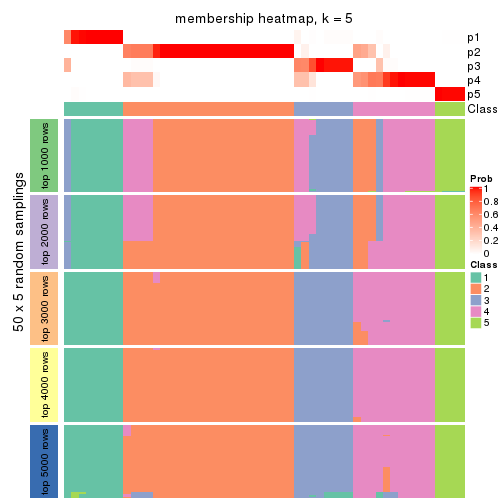 membership heatmap, k = 5
p1
p2
p3
p4
p5
Class
50 x 5 random samplings
top 1000 rows
top 2000 rows
top 3000 rows
top 4000 rows
top 5000 rows
Prob
1
0.8
0.6
0.4
0.2
0
Class
1
2
3
4
5